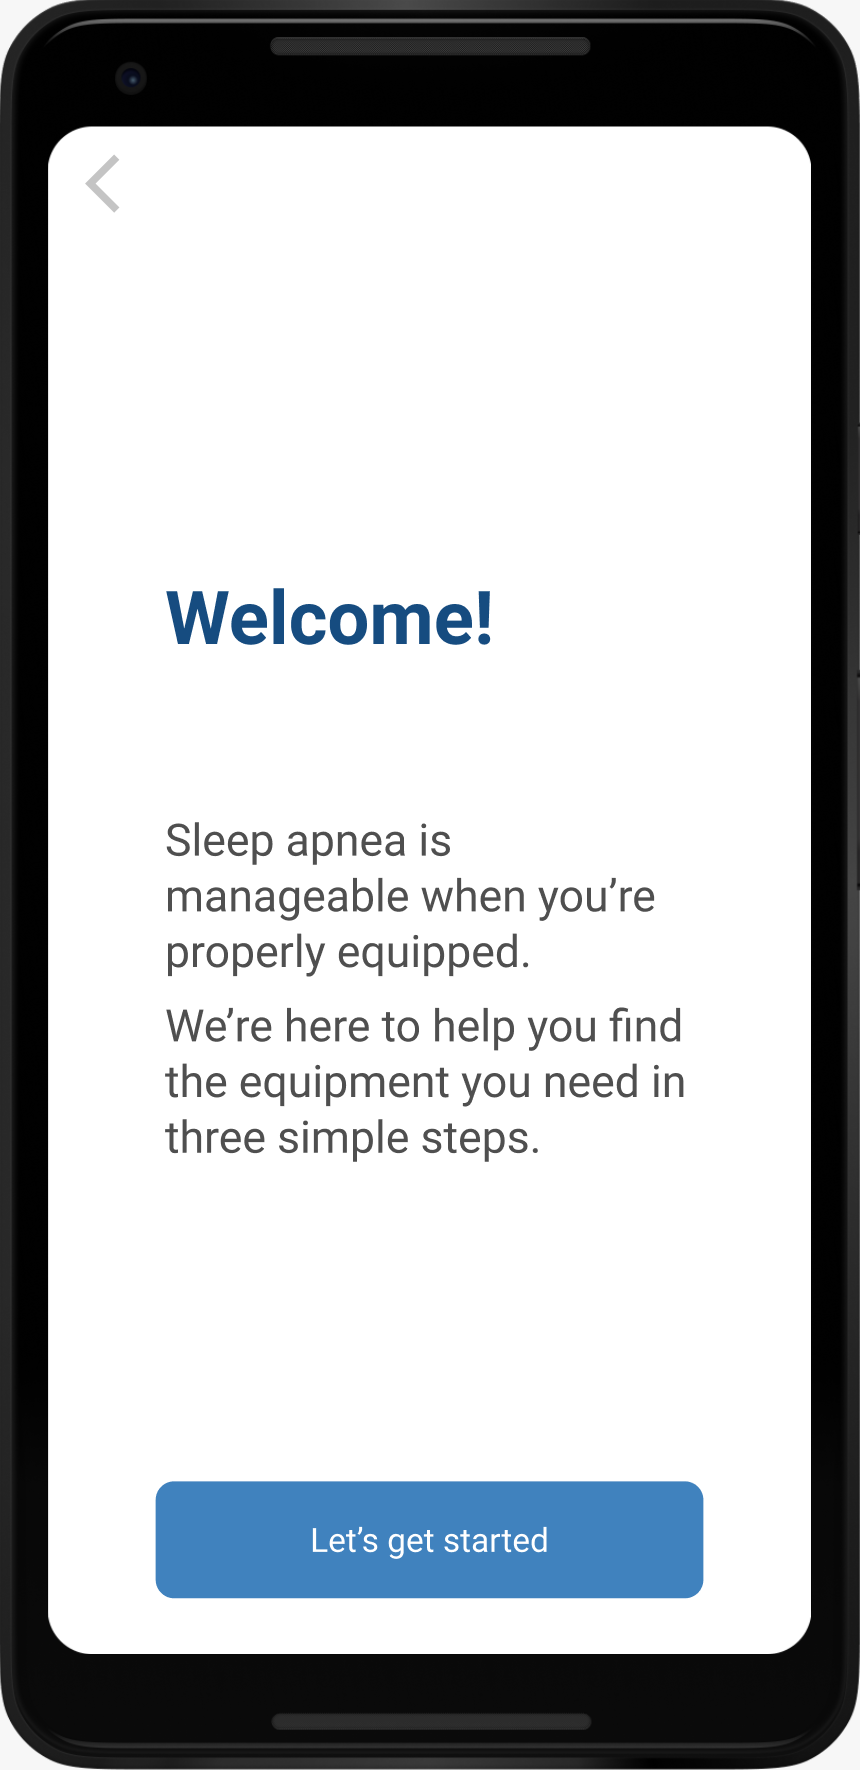 Welcome!
Sleep apnea is
manageable when you’re
properly equipped.
We’re here to help you find
the equipment you need in
three simple steps.
Let’s get started